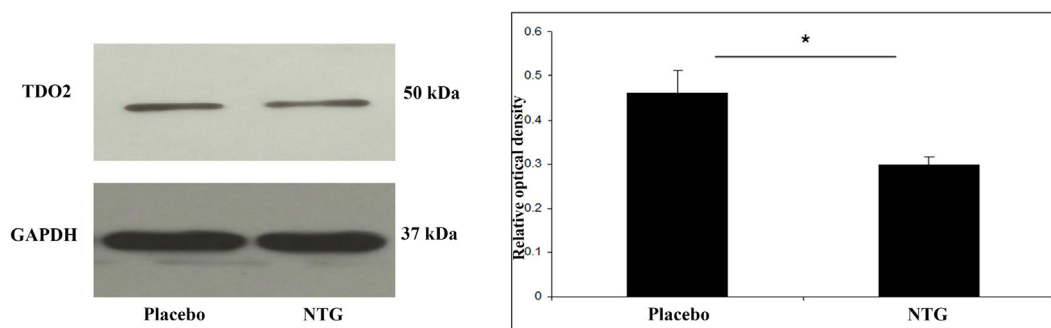 TDO2
50 kDa
GAPDH
37 kDa
Placebo NTG
Relative optical density
0.6
0.5
0.4
0.3
0.2
0.1
0
*
Placebo NTG